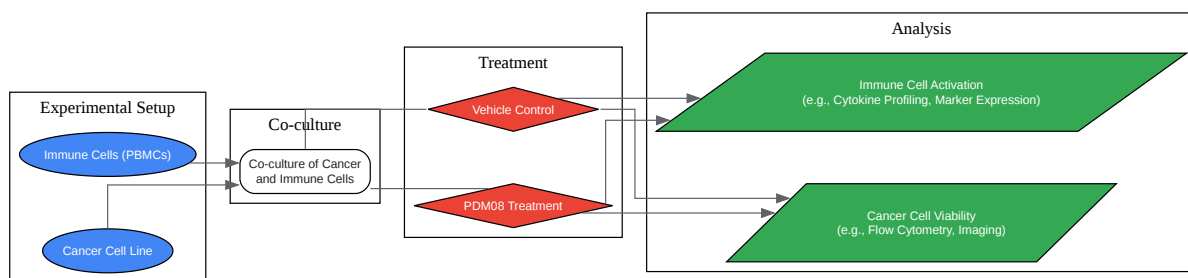 Experimental Setup
Immune Cells (PBMCs)
Cancer Cell Line
Co-culture
Co-culture of Cancer
and Immune Cells
Treatment
Vehicle Control
PDM08 Treatment
Analysis
Immune Cell Activation
(e.g., Cytokine Profiling, Marker Expression)
Cancer Cell Viability
(e.g., Flow Cytometry, Imaging)